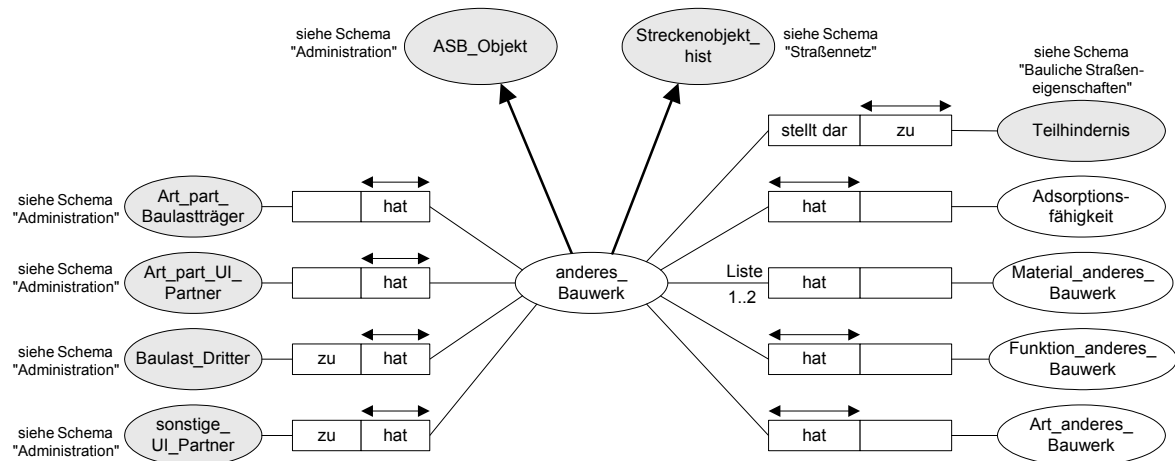 siehe Schema
"Administration"
ASB_Objekt
Streckenobjekt_
hist
siehe Schema
"Straßennetz"
siehe Schema
"Bauliche Straßen-
eigenschaften"
stellt dar
zu
Teilhindernis
siehe Schema
"Administration"
Art_part_
Baulastträger
hat
hat
Adsorptions-
fähigkeit
siehe Schema
"Administration"
Art_part_UI_
Partner
hat
anderes_
Bauwerk
Liste
1..2
hat
Material_anderes_
Bauwerk
siehe Schema
"Administration"
Baulast_Dritter
zu
hat
hat
Funktion_anderes_
Bauwerk
siehe Schema
"Administration"
sonstige_
UI_Partner
zu
hat
hat
Art_anderes_
Bauwerk